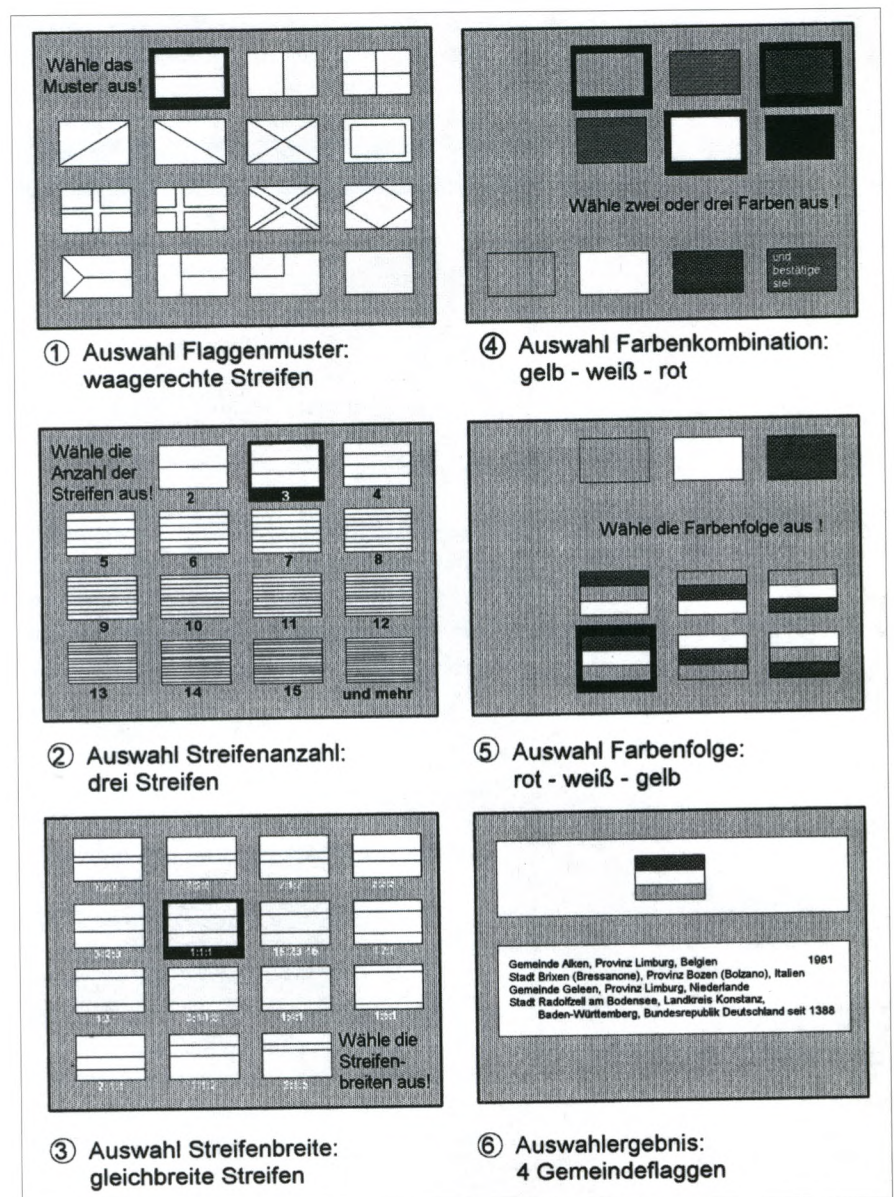 Wähle das
Muster aus!
① Auswahl Flaggenmuster:
waagerechte Streifen
Wähle zwei oder drei Farben aus !
und
bestätige
sie!
④ Auswahl Farbenkombination:
gelb - weiß - rot
Wähle die
Anzahl der
Streifen aus!
2 3 4
5 6 7 8
9 10 11 12
13 14 15 und mehr
② Auswahl Streifenanzahl:
drei Streifen
Wähle die Farbenfolge aus !
⑤ Auswahl Farbenfolge:
rot - weiß - gelb
3:2:3 1:1:1
Wähle die
Streifen-
breiten aus!
③ Auswahl Streifenbreite:
gleichbreite Streifen
Gemeinde Alken, Provinz Limburg, Belgien 1981
Stadt Brixen (Bressanone), Provinz Bozen (Bolzano), Italien
Gemeinde Geleen, Provinz Limburg, Niederlande
Stadt Radolfzell am Bodensee, Landkreis Konstanz,
Baden-Württemberg, Bundesrepublik Deutschland seit 1388
⑥ Auswahlergebnis:
4 Gemeindeflaggen